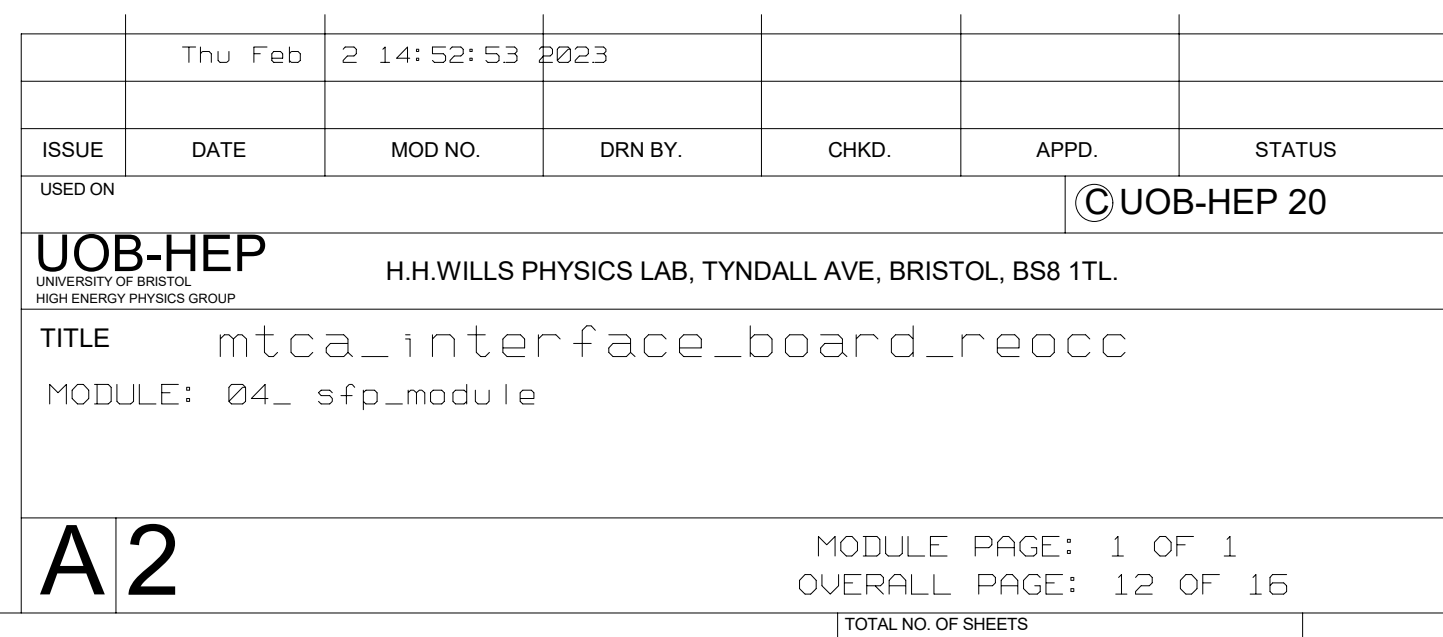 Thu Feb 2 14:52:53 2023
ISSUE DATE MOD NO. DRN BY. CHKD. APPD. STATUS
USED ON
© UOB-HEP 20
UOB-HEP
UNIVERSITY OF BRISTOL
HIGH ENERGY PHYSICS GROUP
H.H.WILLS PHYSICS LAB, TYNDALL AVE, BRISTOL, BS8 1TL.
TITLE mtca_interface_board_reocc
MODULE: 04_ sfp_module
A 2
MODULE PAGE: 1 OF 1
OVERALL PAGE: 12 OF 16
TOTAL NO. OF SHEETS